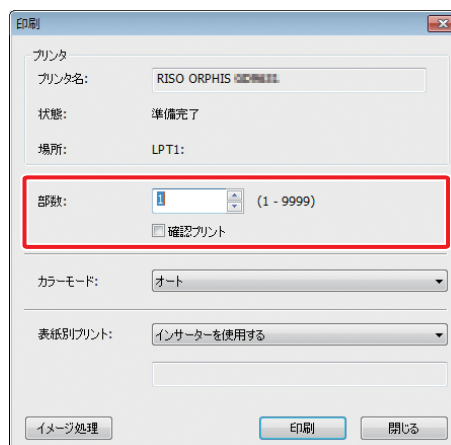 印刷
プリンタ
プリンタ名: RISO ORPHIS
状態: 準備完了
場所: LPT1:
部数: 1 (1 - 9999)
確認プリント
カラーモード: オート
表紙別プリント: インサーターを使用する
イメージ処理 印刷 閉じる